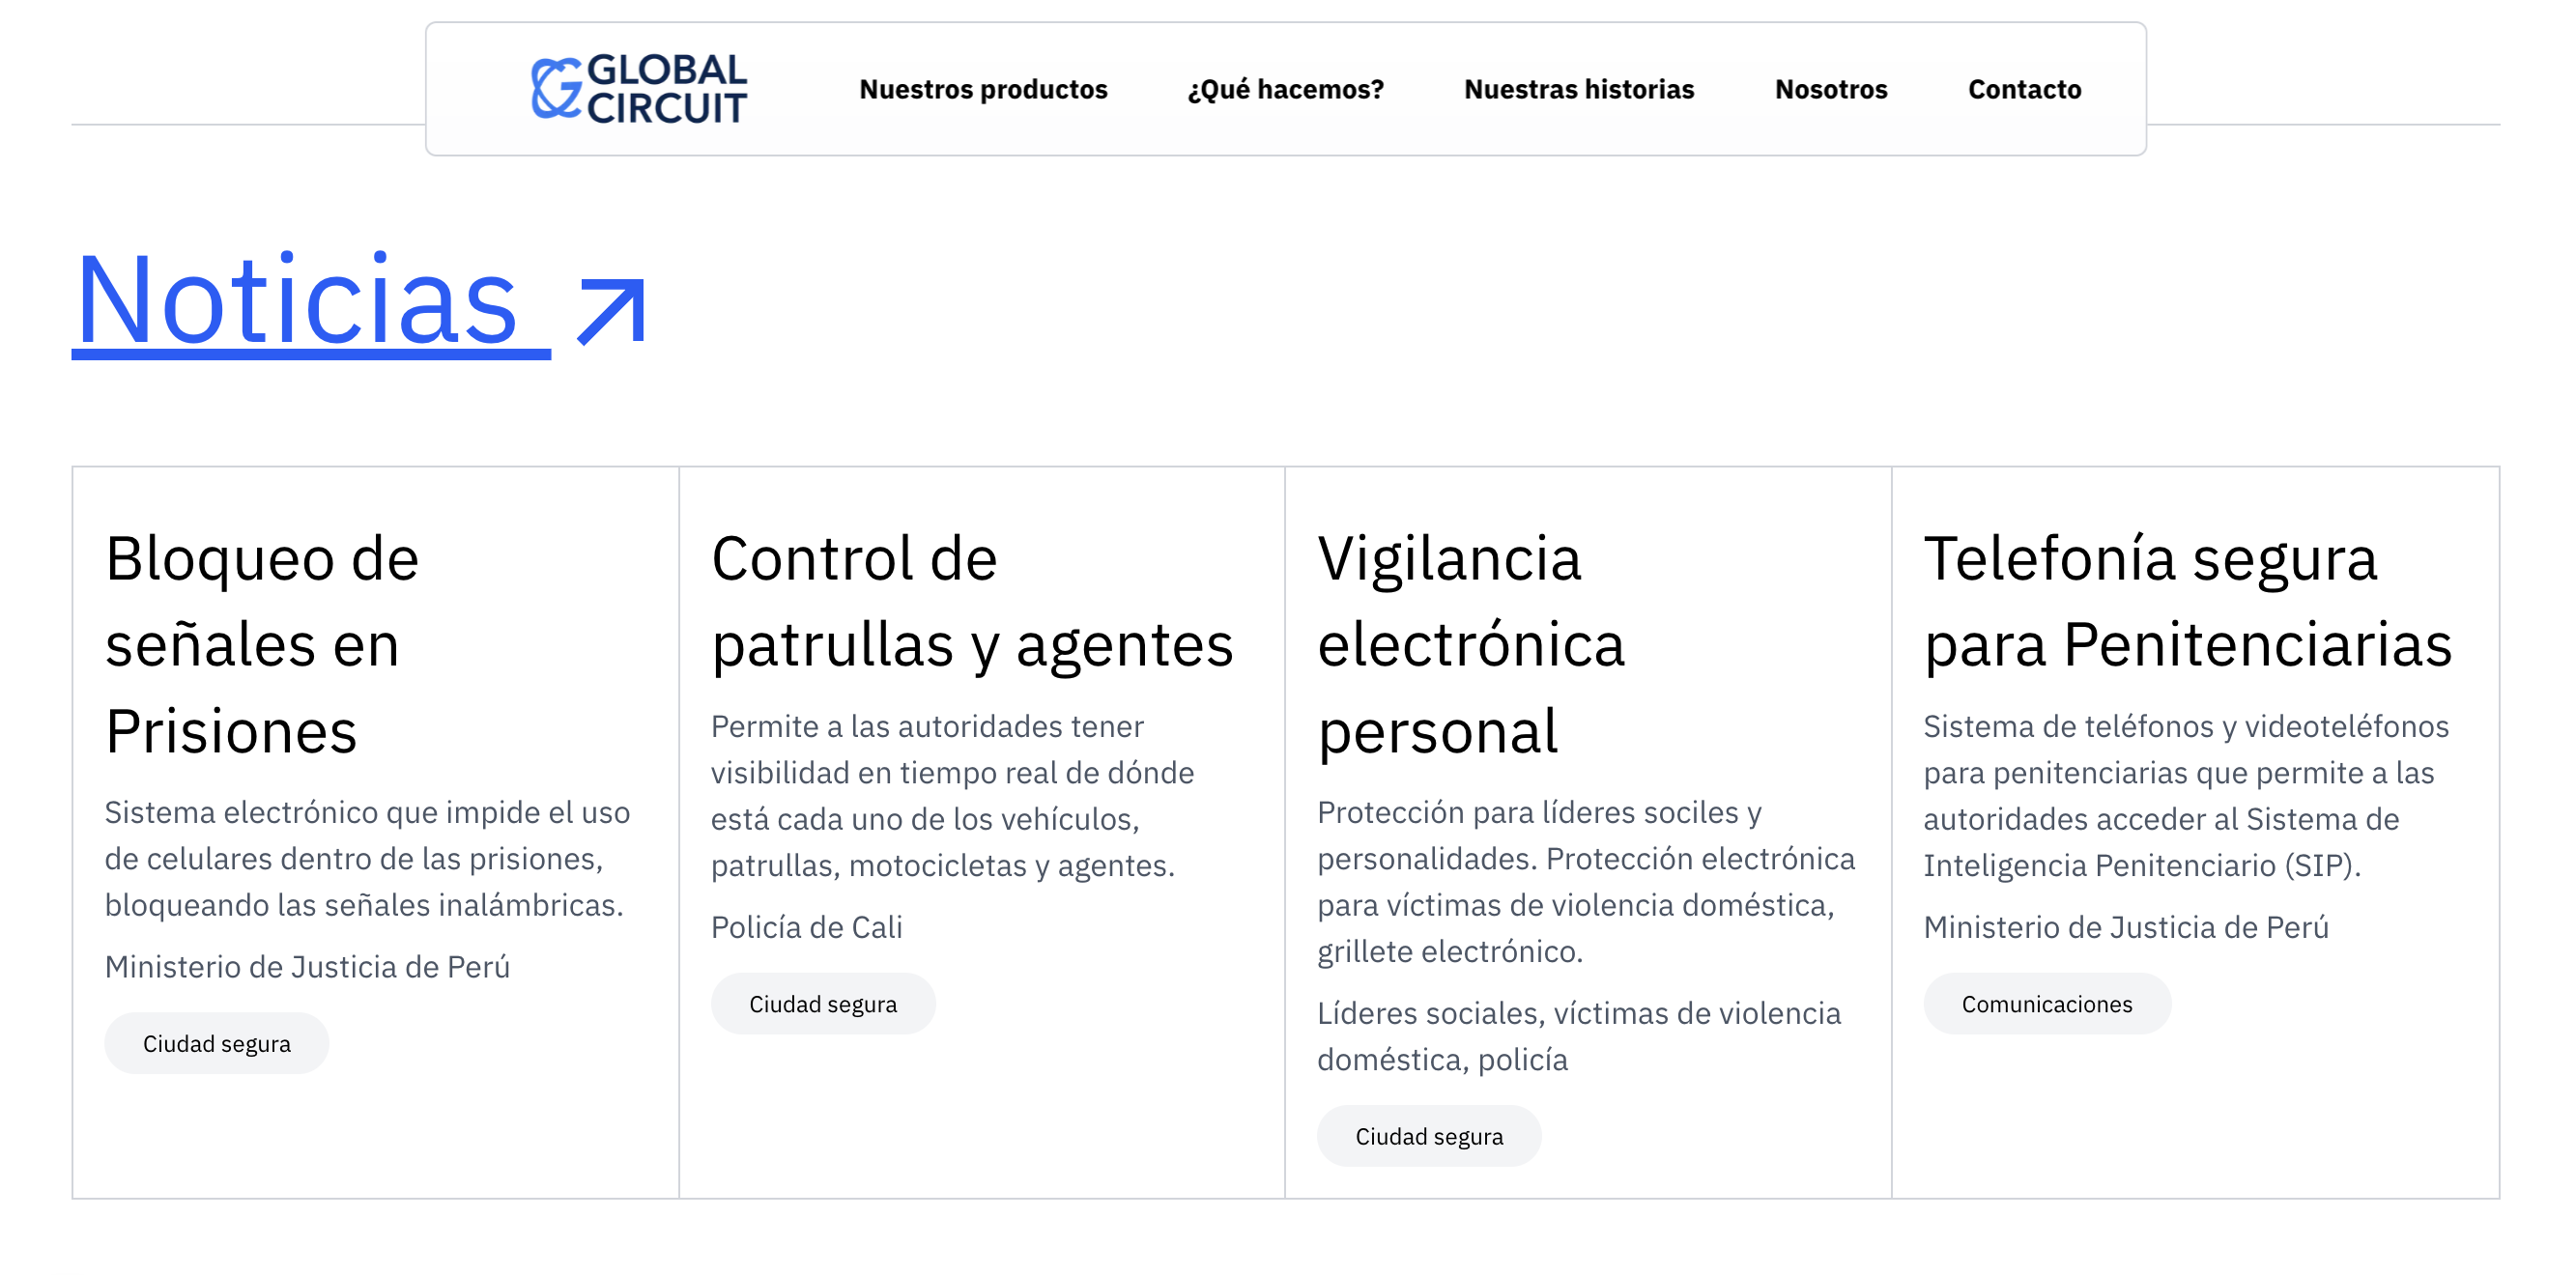 GLOBAL
CIRCUIT
Nuestros productos
¿Qué hacemos?
Nuestras historias
Nosotros
Contacto
Noticias
Bloqueo de
señales en
Prisiones
Sistema electrónico que impide el uso
de celulares dentro de las prisiones,
bloqueando las señales inalámbricas.
Ministerio de Justicia de Perú
Ciudad segura
Control de
patrullas y agentes
Permite a las autoridades tener
visibilidad en tiempo real de dónde
está cada uno de los vehículos,
patrullas, motocicletas y agentes.
Policía de Cali
Ciudad segura
Vigilancia
electrónica
personal
Protección para líderes sociles y
personalidades. Protección electrónica
para víctimas de violencia doméstica,
grillete electrónico.
Líderes sociales, víctimas de violencia
doméstica, policía
Ciudad segura
Telefonía segura
para Penitenciarias
Sistema de teléfonos y videoteléfonos
para penitenciarias que permite a las
autoridades acceder al Sistema de
Inteligencia Penitenciario (SIP).
Ministerio de Justicia de Perú
Comunicaciones